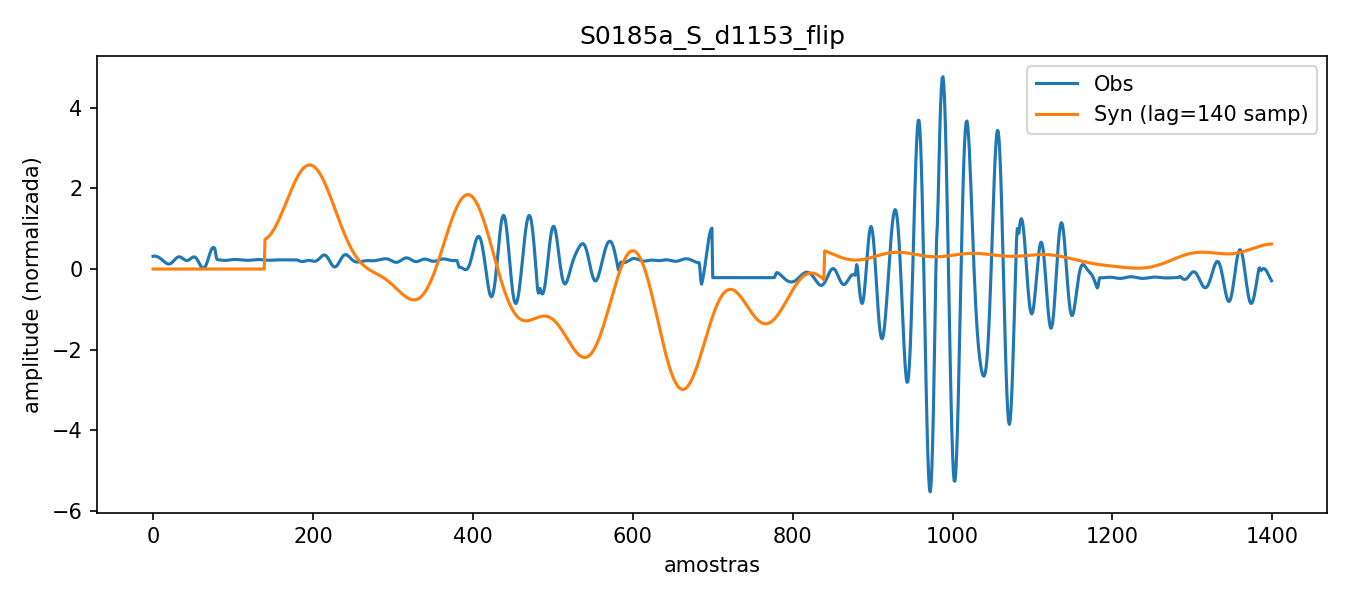 S0185a_S_d1153_flip
Obs
Syn (lag=140 samp)
amplitude (normalizada)
4
2
0
−2
−4
−6
0 200 400 600 800 1000 1200 1400
amostras